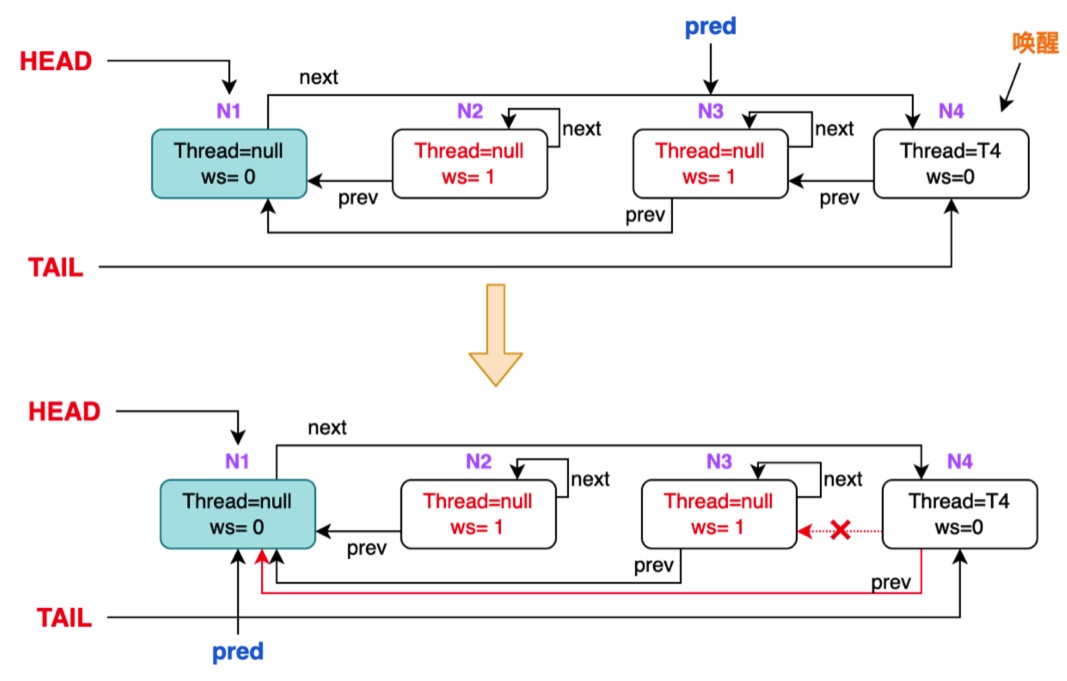 pred
唤醒
HEAD
next
N1
N2
N3
N4
next
next
Thread=null
ws= 0
Thread=null
ws= 1
Thread=null
ws= 1
Thread=T4
ws=0
prev
prev
prev
TAIL
HEAD
next
N1
N2
N3
N4
next
next
Thread=null
ws= 0
Thread=null
ws= 1
Thread=null
ws= 1
Thread=T4
ws=0
prev
prev
prev
TAIL
pred